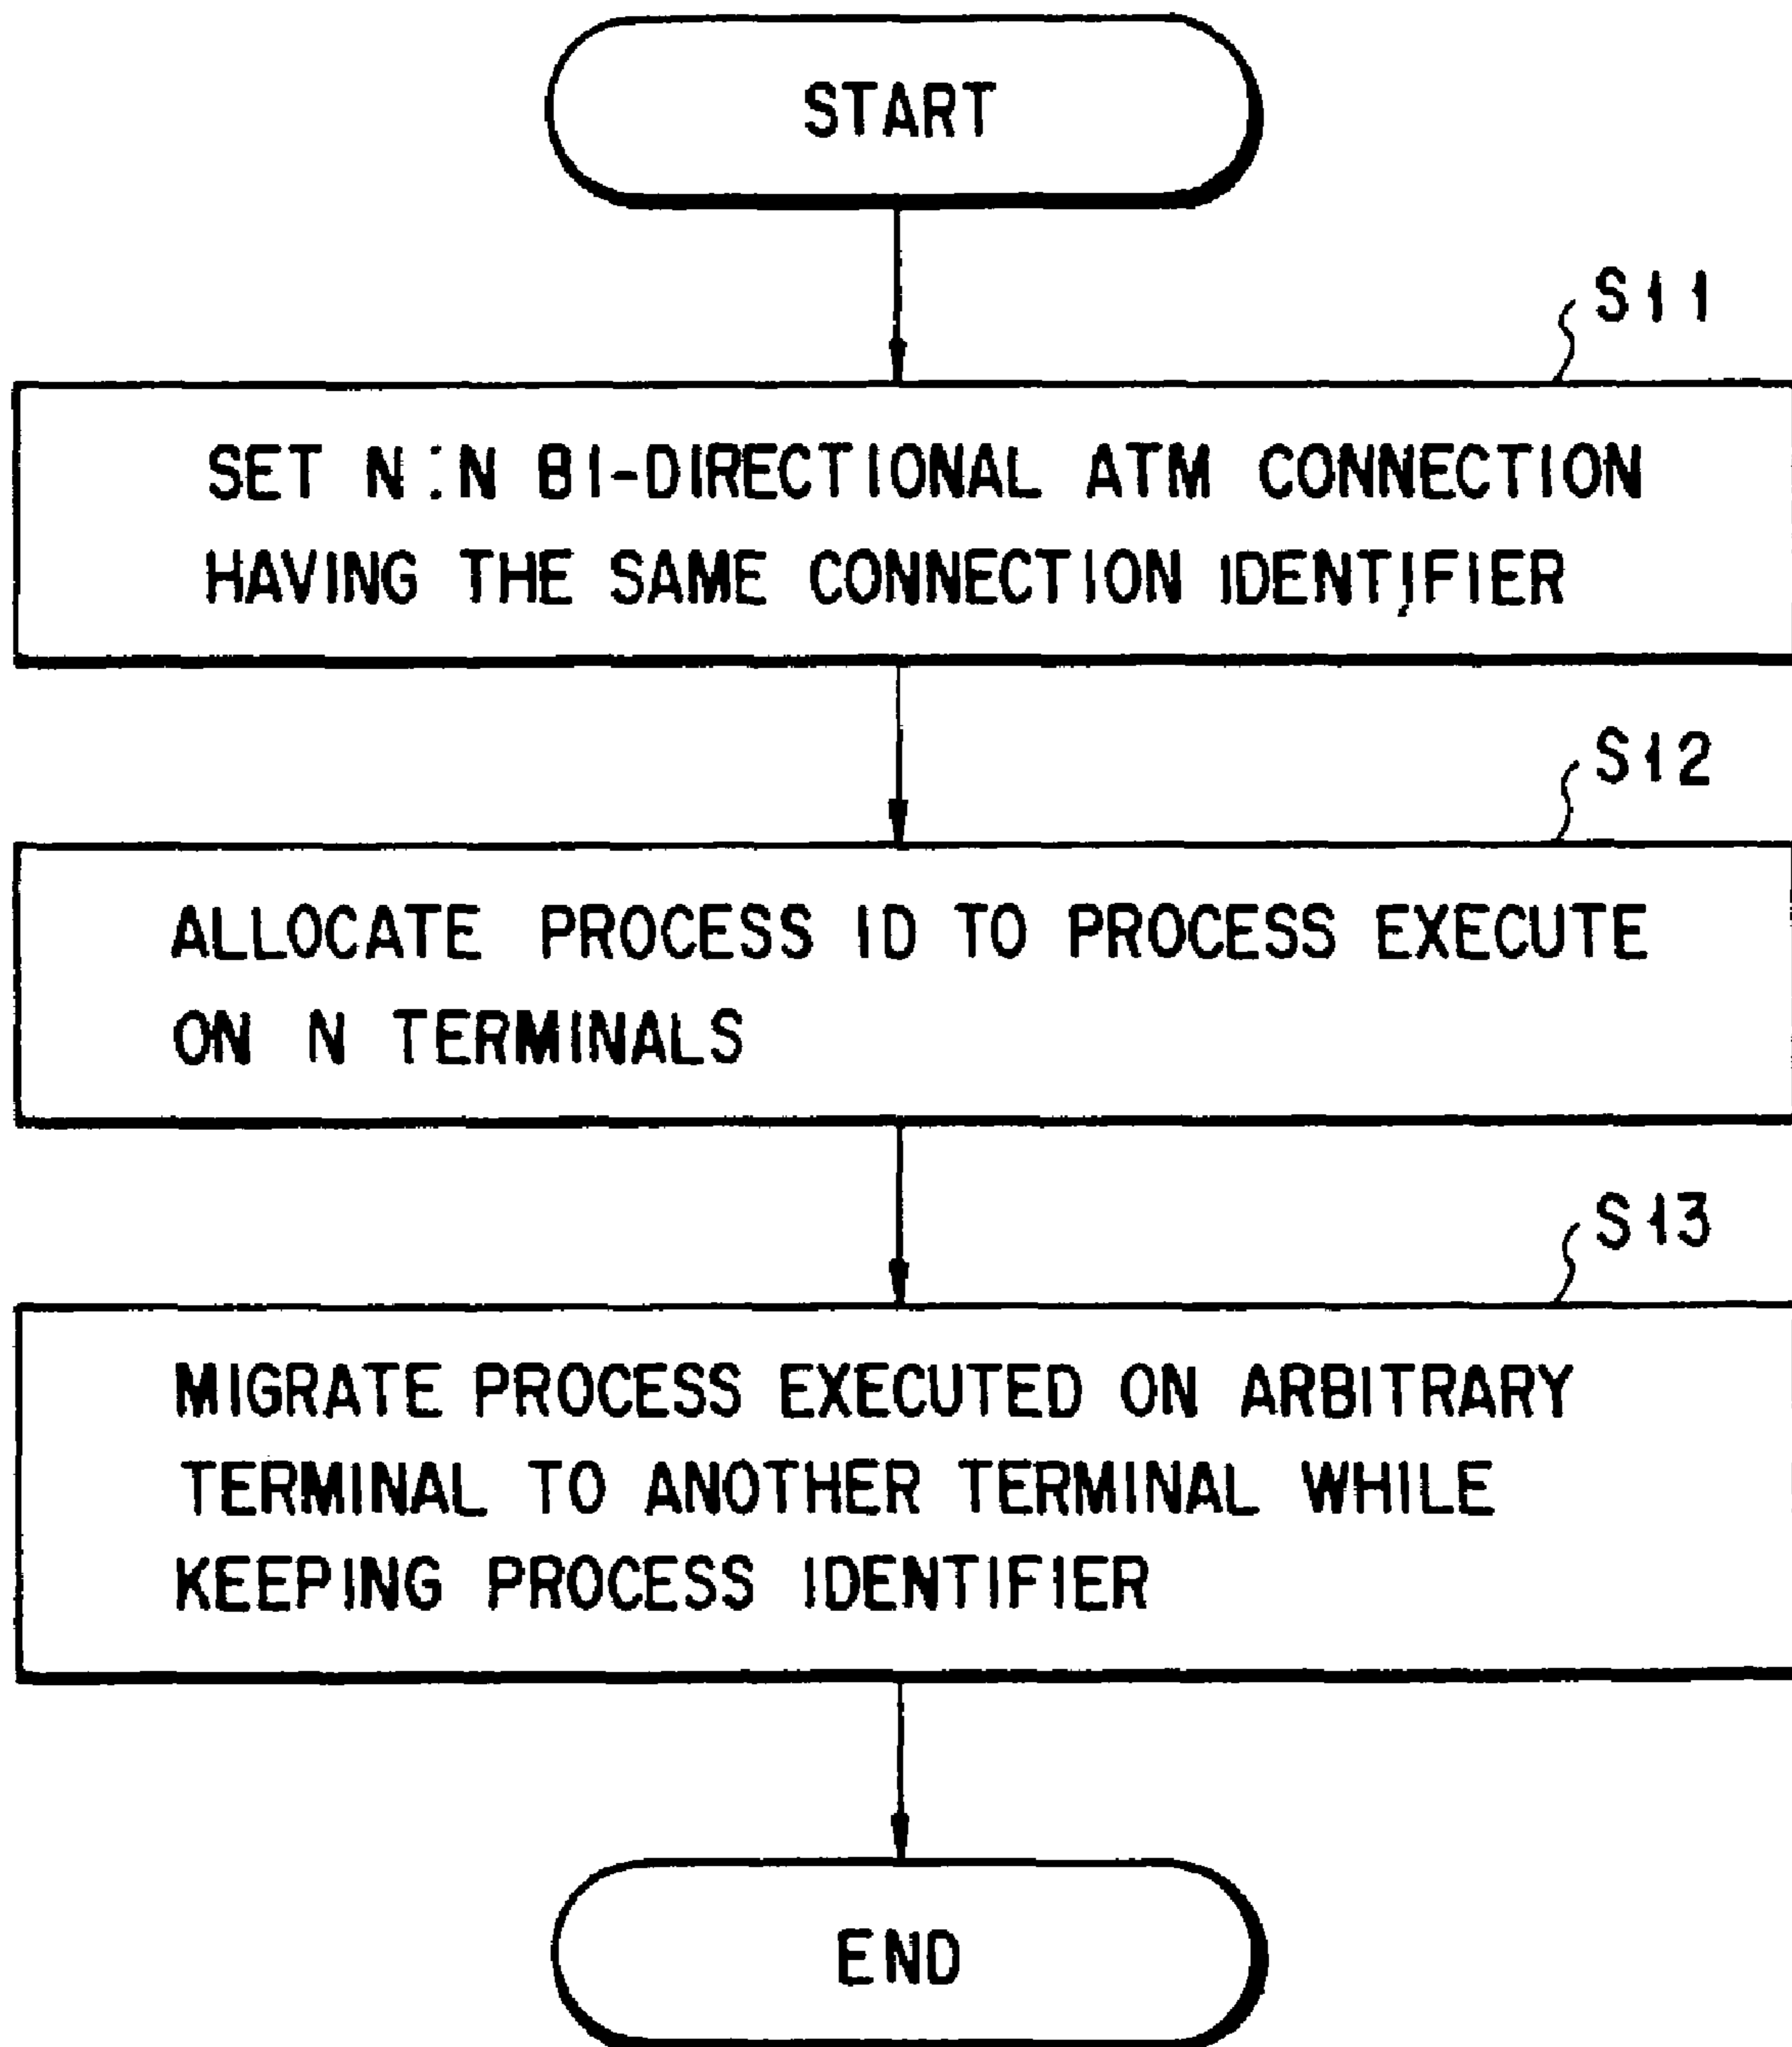 START
S11
SET N:N BI-DIRECTIONAL ATM CONNECTION
HAVING THE SAME CONNECTION IDENTIFIER
S12
ALLOCATE PROCESS ID TO PROCESS EXECUTE
ON N TERMINALS
S13
MIGRATE PROCESS EXECUTED ON ARBITRARY
TERMINAL TO ANOTHER TERMINAL WHILE
KEEPING PROCESS IDENTIFIER
END